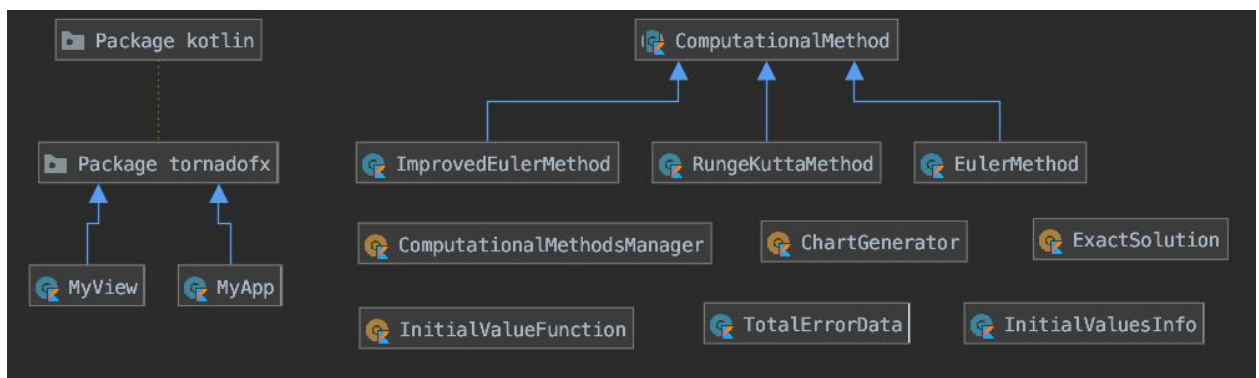 Package kotlin
ComputationalMethod
Package tornadofx
ImprovedEulerMethod
RungeKuttaMethod
EulerMethod
ComputationalMethodsManager
ChartGenerator
ExactSolution
MyView
MyApp
InitialValueFunction
TotalErrorData
InitialValuesInfo